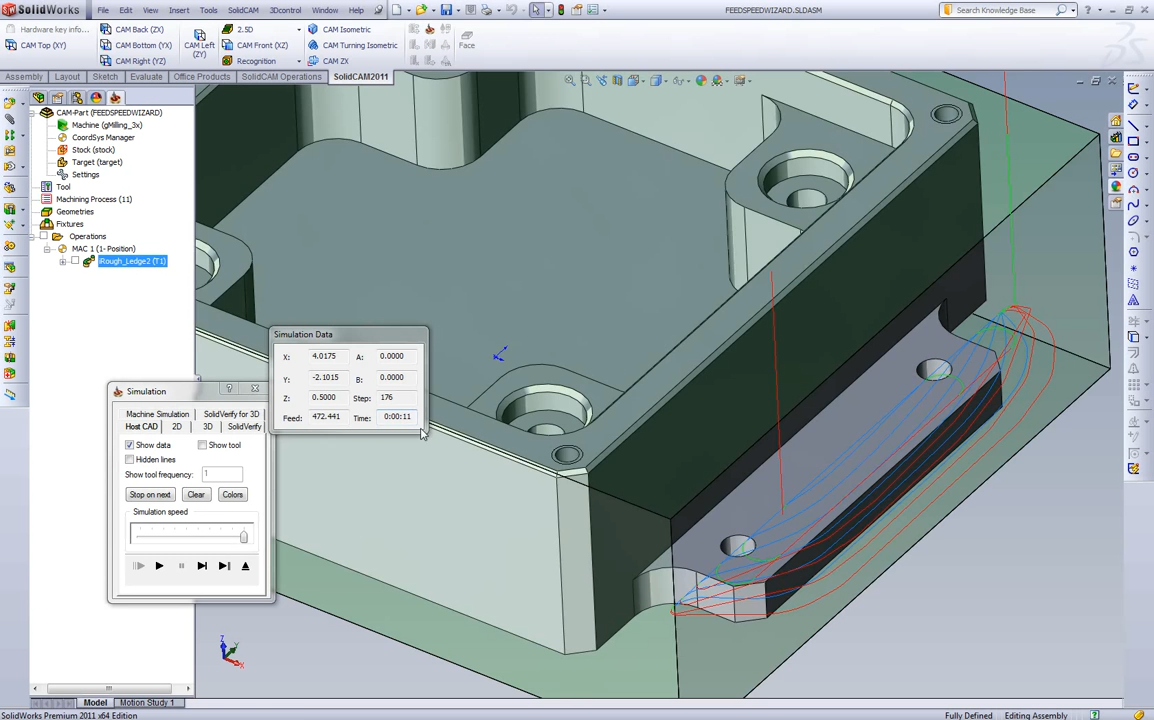 SolidWorks
File Edit View Insert Tools SolidCAM 3Dcontrol Window Help
FEEDSPEEDWIZARD.SLDASM
Search Knowledge Base
Hardware key info...
CAM Top (XY)
CAM Back (ZX)
CAM Bottom (YX)
CAM Right (YZ)
CAM Left (ZY)
2.5D
CAM Front (XZ)
Recognition
CAM Isometric
CAM Turning Isometric
CAM ZX
Face
Assembly Layout Sketch Evaluate Office Products SolidCAM Operations SolidCAM2011
CAM-Part (FEEDSPEEDWIZARD)
Machine (gMilling_3x)
CoordSys Manager
Stock (stock)
Target (target)
Settings
Tool
Machining Process (11)
Geometries
Fixtures
Operations
MAC 1 (1- Position)
iRough_Ledge2 (T1)
Simulation Data
X: 4.0175 A: 0.0000
Y: -2.1015 B: 0.0000
Z: 0.5000 Step: 176
Feed: 472.441 Time: 0:00:11
Simulation
Machine Simulation SolidVerify for 3D
Host CAD 2D 3D SolidVerify
Show data Show tool
Hidden lines
Show tool frequency: 1
Stop on next Clear Colors
Simulation speed
Z
Y
X
Model Motion Study 1
SolidWorks Premium 2011 x64 Edition
Fully Defined Editing Assembly